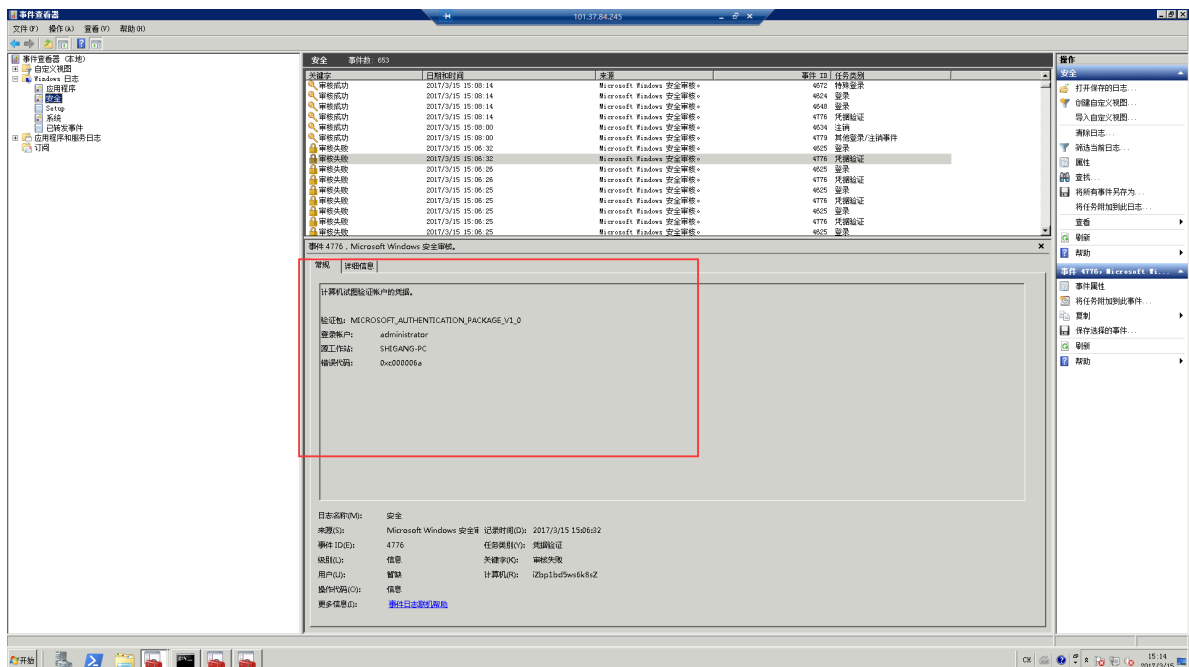 事件查看器
101.37.84.245
文件(F) 操作(A) 查看(V) 帮助(H)
事件查看器 (本地)
自定义视图
Windows 日志
应用程序
安全
Setup
系统
已转发事件
应用程序和服务日志
订阅
安全 事件数: 653
关键字 日期和时间 来源 事件 ID 任务类别
审核成功 2017/3/15 15:08:14 Microsoft Windows 安全审核。 4672 特殊登录
审核成功 2017/3/15 15:08:14 Microsoft Windows 安全审核。 4624 登录
审核成功 2017/3/15 15:08:14 Microsoft Windows 安全审核。 4648 登录
审核成功 2017/3/15 15:08:14 Microsoft Windows 安全审核。 4776 凭据验证
审核成功 2017/3/15 15:08:00 Microsoft Windows 安全审核。 4634 注销
审核成功 2017/3/15 15:08:00 Microsoft Windows 安全审核。 4779 其他登录/注销事件
审核失败 2017/3/15 15:06:32 Microsoft Windows 安全审核。 4625 登录
审核失败 2017/3/15 15:06:32 Microsoft Windows 安全审核。 4776 凭据验证
审核失败 2017/3/15 15:06:26 Microsoft Windows 安全审核。 4625 登录
审核失败 2017/3/15 15:06:26 Microsoft Windows 安全审核。 4776 凭据验证
审核失败 2017/3/15 15:06:25 Microsoft Windows 安全审核。 4625 登录
审核失败 2017/3/15 15:06:25 Microsoft Windows 安全审核。 4776 凭据验证
审核失败 2017/3/15 15:06:25 Microsoft Windows 安全审核。 4625 登录
审核失败 2017/3/15 15:06:25 Microsoft Windows 安全审核。 4776 凭据验证
审核失败 2017/3/15 15:06:25 Microsoft Windows 安全审核。 4625 登录
事件 4776，Microsoft Windows 安全审核。
常规 详细信息
计算机试图验证帐户的凭据。
验证包: MICROSOFT_AUTHENTICATION_PACKAGE_V1_0
登录帐户: administrator
源工作站: SHIGANG-PC
错误代码: 0xc000006a
日志名称(M): 安全
来源(S): Microsoft Windows 安全审 记录时间(D): 2017/3/15 15:06:32
事件 ID(E): 4776 任务类别(Y): 凭据验证
级别(L): 信息 关键字(K): 审核失败
用户(U): 暂缺 计算机(R): iZbp1bd5ws6k8sZ
操作代码(O): 信息
更多信息(I): 事件日志联机帮助
操作
安全
打开保存的日志...
创建自定义视图...
导入自定义视图...
清除日志...
筛选当前日志...
属性
查找...
将所有事件另存为...
将任务附加到此日志...
查看
刷新
帮助
事件 4776，Microsoft Wi...
事件属性
将任务附加到此事件...
复制
保存选择的事件...
刷新
帮助
开始
CH
15:14
2017/3/15